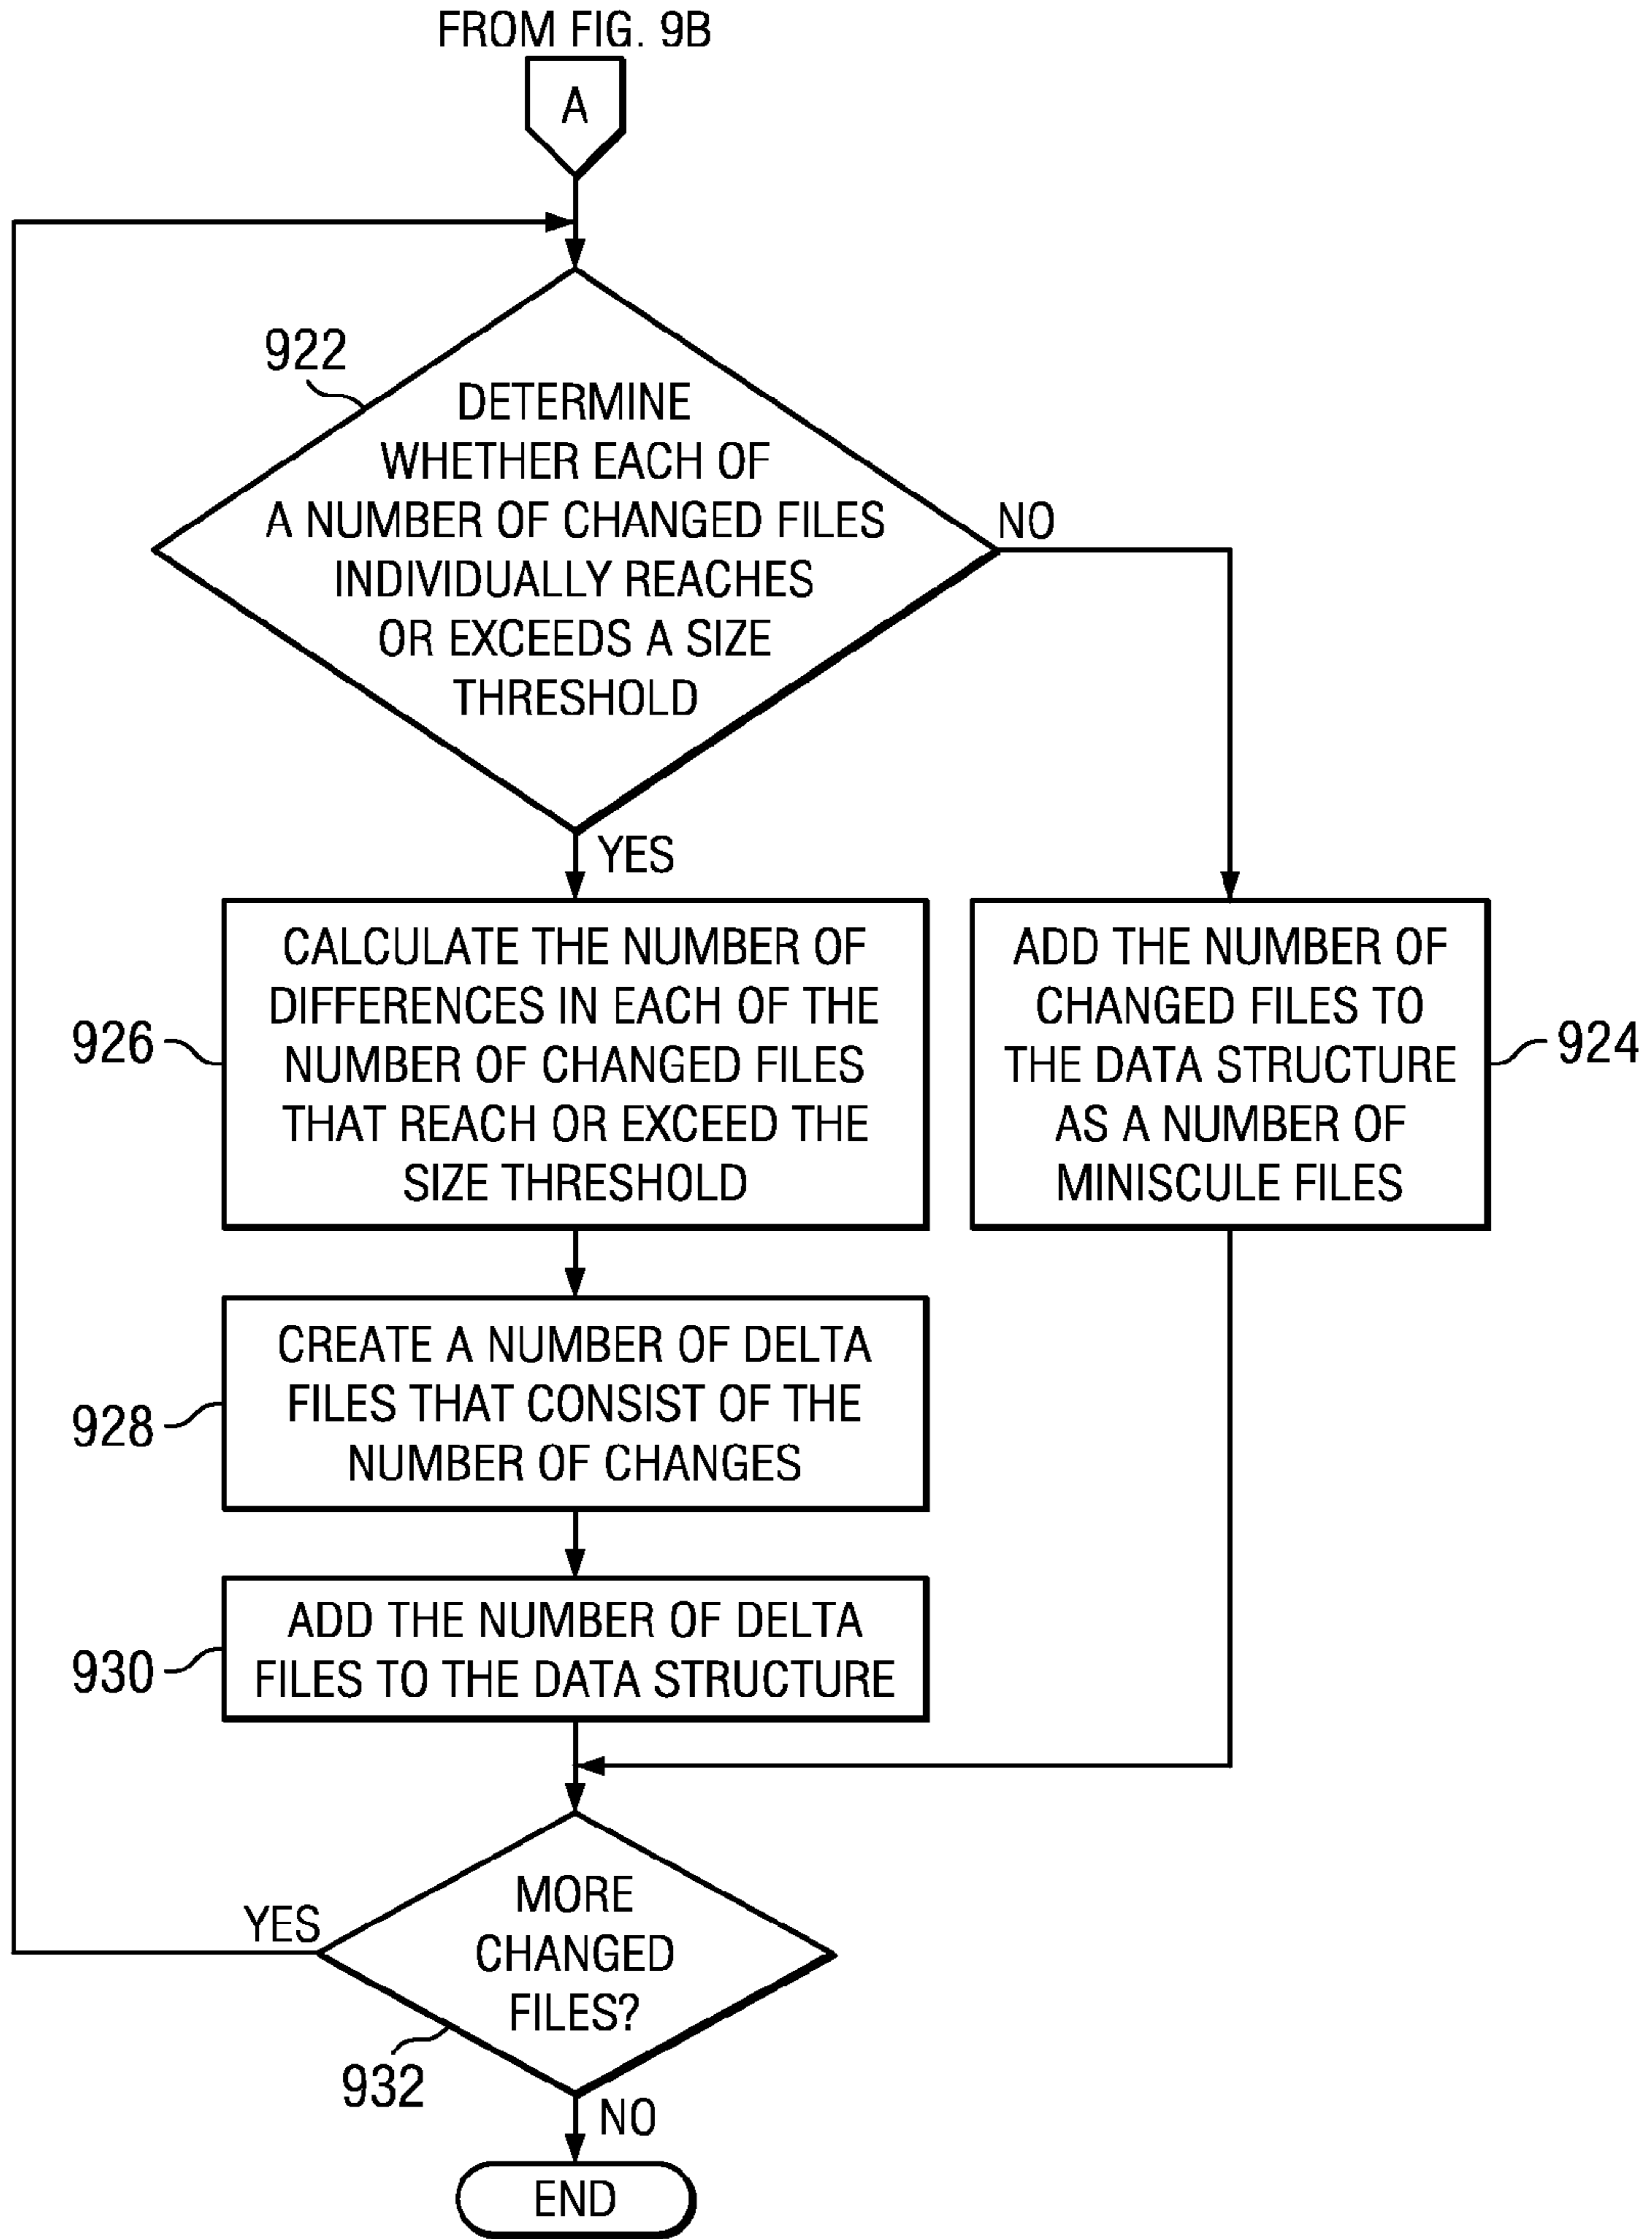 FROM FIG. 9B
A
922
DETERMINE
WHETHER EACH OF
A NUMBER OF CHANGED FILES
INDIVIDUALLY REACHES
OR EXCEEDS A SIZE
THRESHOLD
NO
YES
926
CALCULATE THE NUMBER OF
DIFFERENCES IN EACH OF THE
NUMBER OF CHANGED FILES
THAT REACH OR EXCEED THE
SIZE THRESHOLD
ADD THE NUMBER OF
CHANGED FILES TO
THE DATA STRUCTURE
AS A NUMBER OF
MINISCULE FILES
924
928
CREATE A NUMBER OF DELTA
FILES THAT CONSIST OF THE
NUMBER OF CHANGES
930
ADD THE NUMBER OF DELTA
FILES TO THE DATA STRUCTURE
YES
MORE
CHANGED
FILES?
932
NO
END